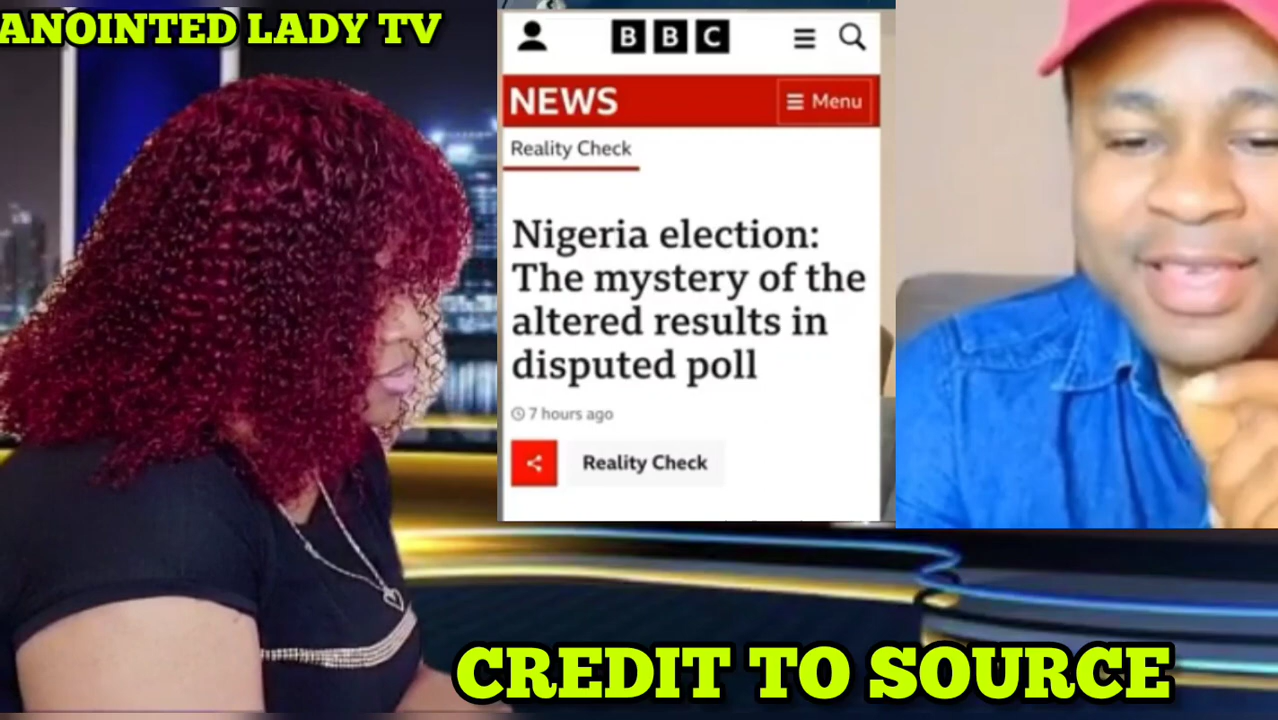 ANOINTED LADY TV
BBC
NEWS
Menu
Reality Check
Nigeria election:
The mystery of the
altered results in
disputed poll
7 hours ago
Reality Check
CREDIT TO SOURCE